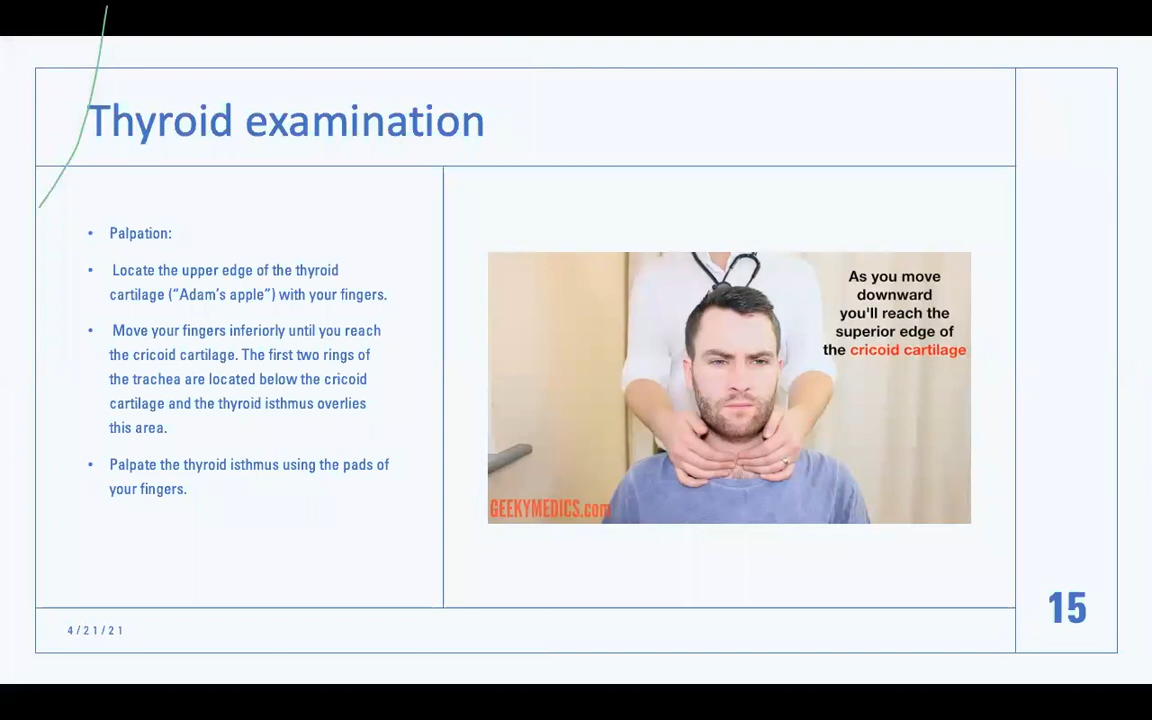 Thyroid examination
• Palpation:
• Locate the upper edge of the thyroid
cartilage (“Adam’s apple”) with your fingers.
• Move your fingers inferiorly until you reach
the cricoid cartilage. The first two rings of
the trachea are located below the cricoid
cartilage and the thyroid isthmus overlies
this area.
• Palpate the thyroid isthmus using the pads of
your fingers.
As you move
downward
you'll reach the
superior edge of
the cricoid cartilage
GEEKYMEDICS.com
4/21/21
15